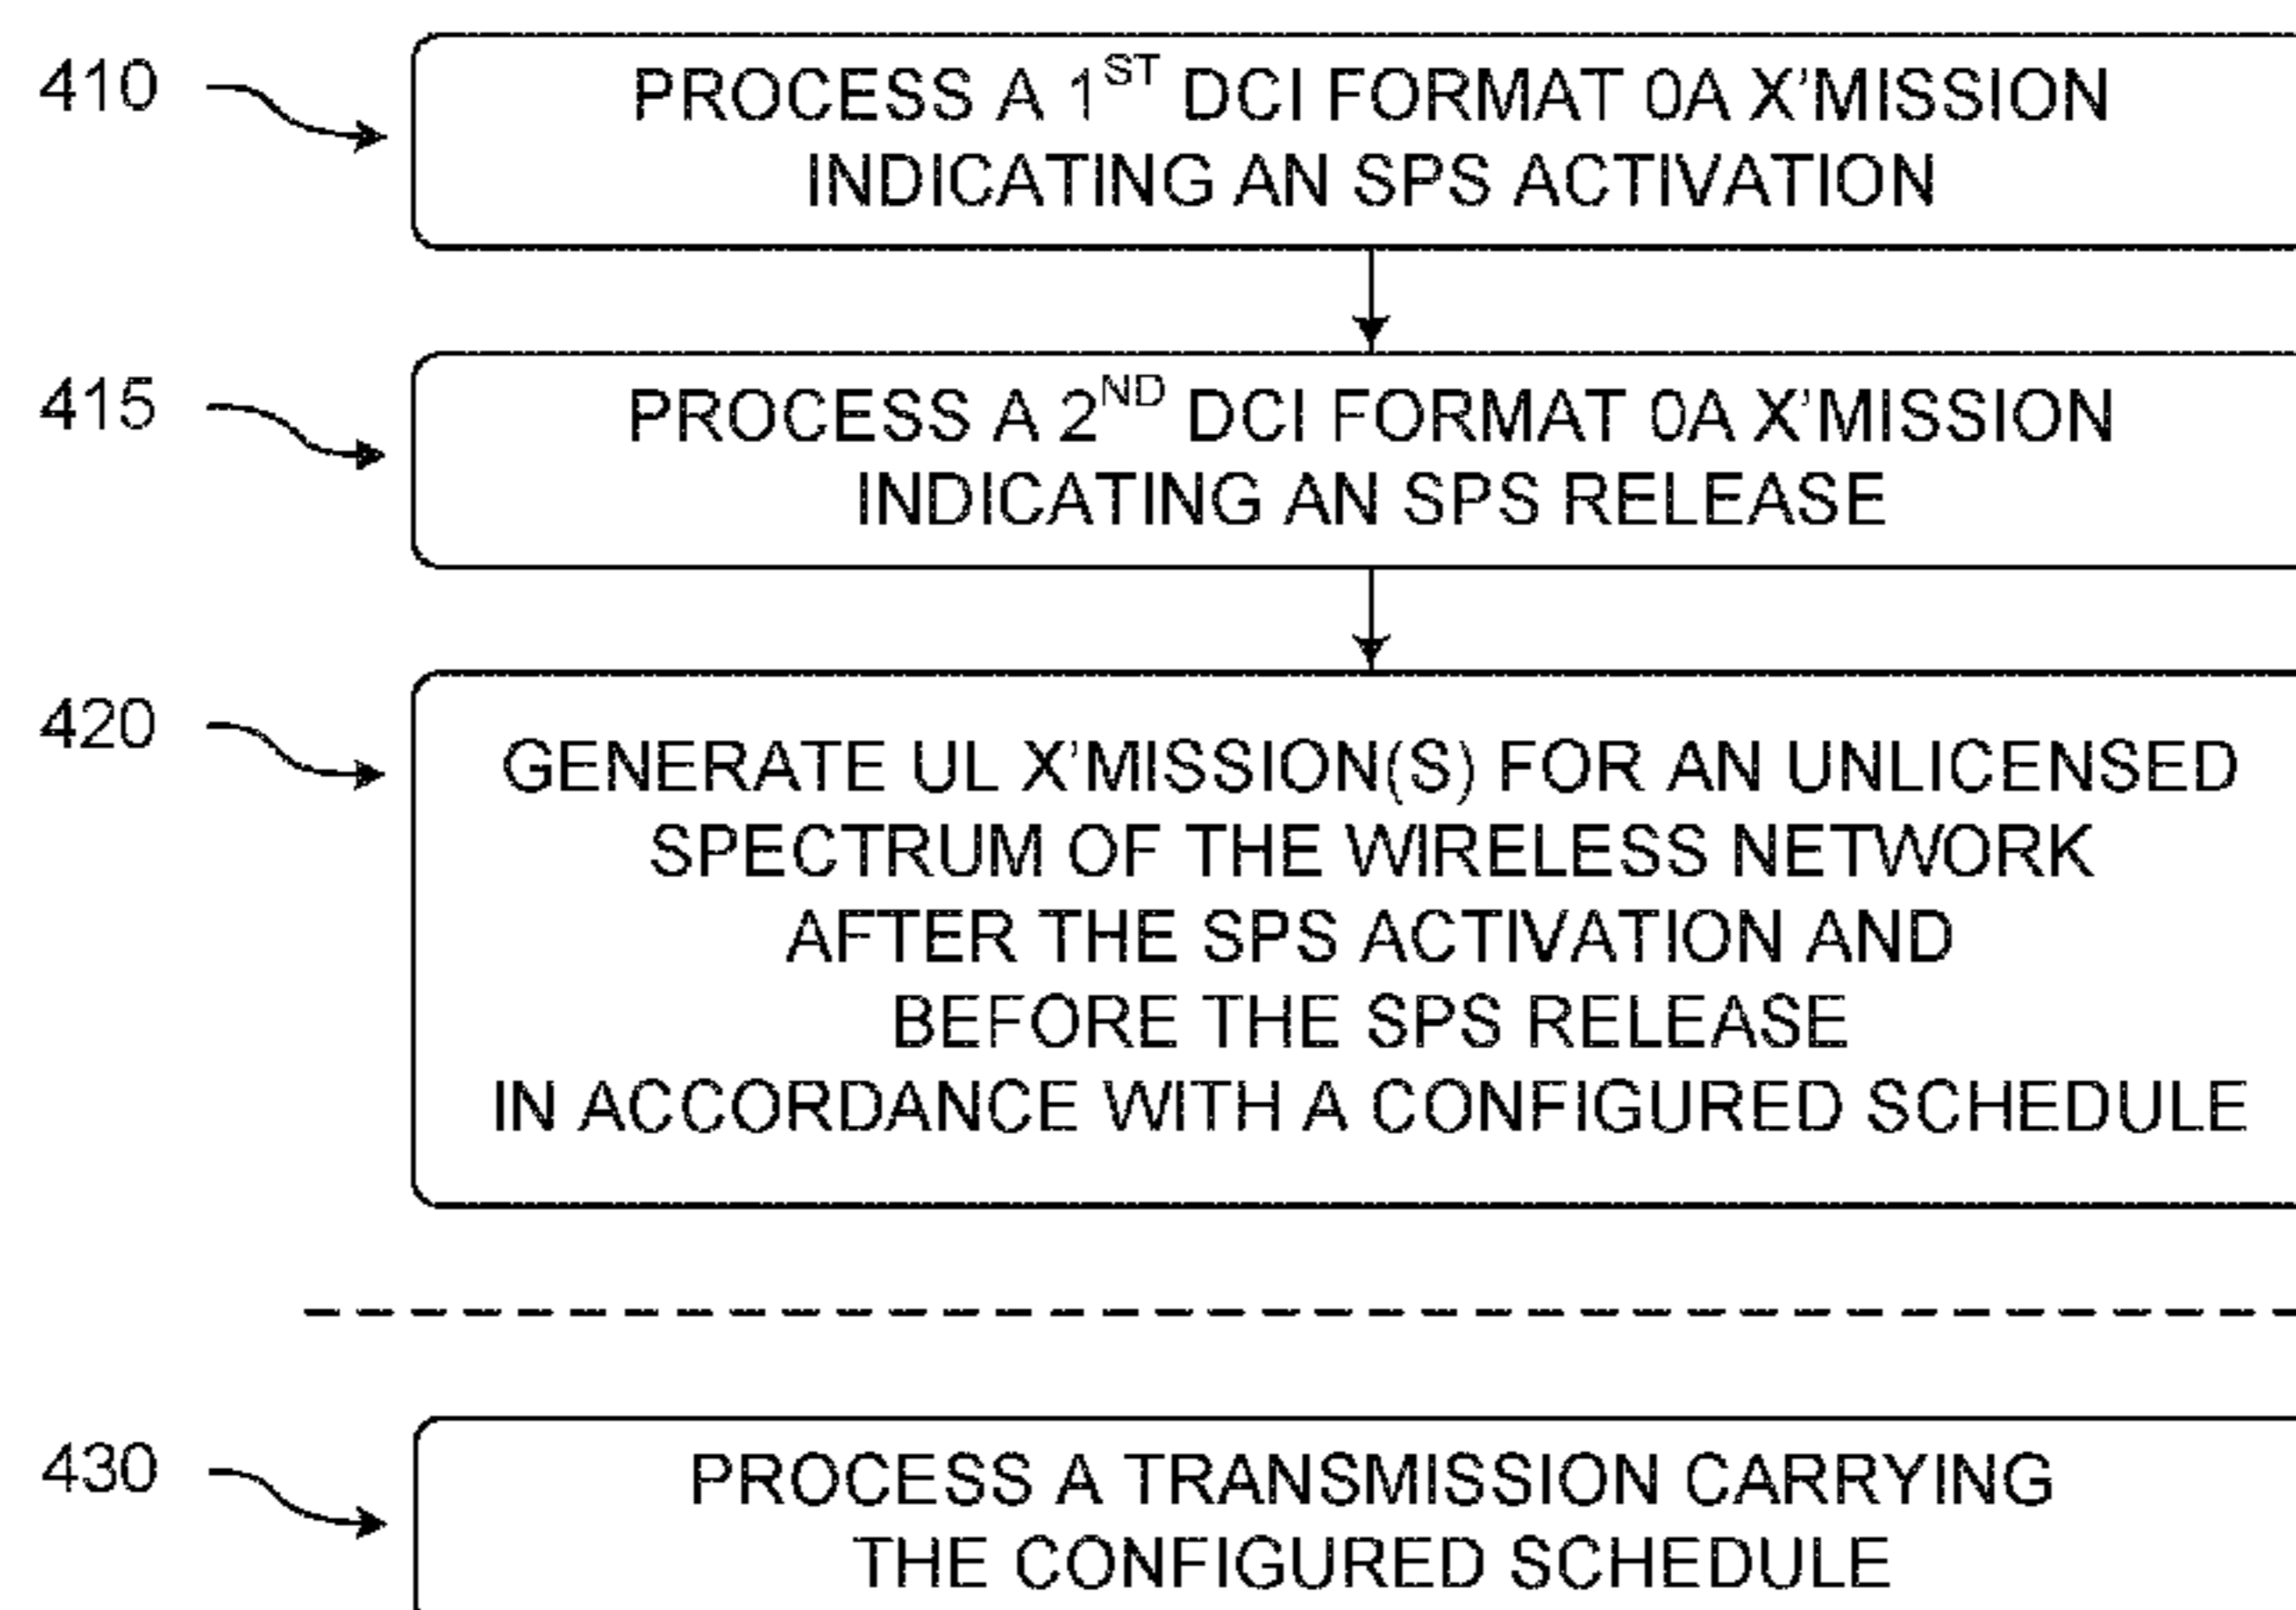 410
PROCESS A 1ST DCI FORMAT 0A X'MISSION
INDICATING AN SPS ACTIVATION
415
PROCESS A 2ND DCI FORMAT 0A X'MISSION
INDICATING AN SPS RELEASE
420
GENERATE UL X'MISSION(S) FOR AN UNLICENSED
SPECTRUM OF THE WIRELESS NETWORK
AFTER THE SPS ACTIVATION AND
BEFORE THE SPS RELEASE
IN ACCORDANCE WITH A CONFIGURED SCHEDULE
430
PROCESS A TRANSMISSION CARRYING
THE CONFIGURED SCHEDULE